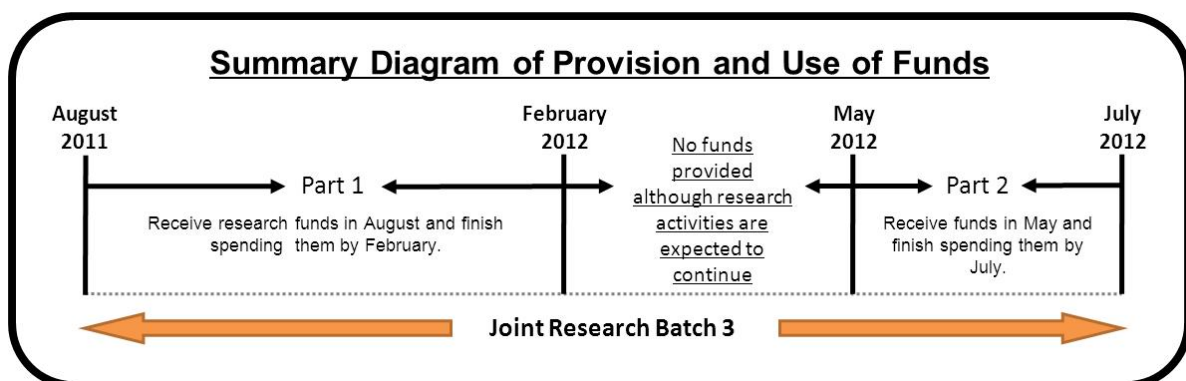 Summary Diagram of Provision and Use of Funds
August
2011
February
2012
May
2012
July
2012
Part 1
Receive research funds in August and finish
spending them by February.
No funds
provided
although research
activities are
expected to
continue
Part 2
Receive funds in May and
finish spending them by
July.
Joint Research Batch 3